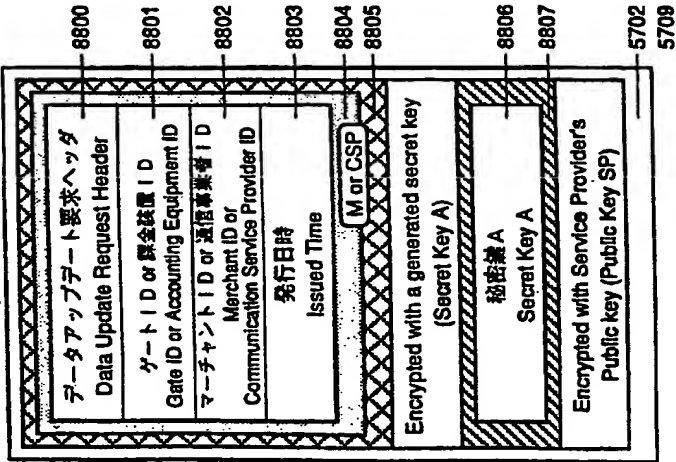 データアップデート要求ヘッダ
Data Update Request Header
8800
ゲートID or 課金装置ID
Gate ID or Accounting Equipment ID
8801
マーチャントID or 通信事業者ID
Merchant ID or
Communication Service Provider ID
8802
発行日時
Issued Time
8803
M or CSP
8804
8805
Encrypted with a generated secret key
(Secret Key A)
秘密鍵 A
Secret Key A
8806
8807
Encrypted with Service Provider's
Public key (Public Key SP)
5702
5709